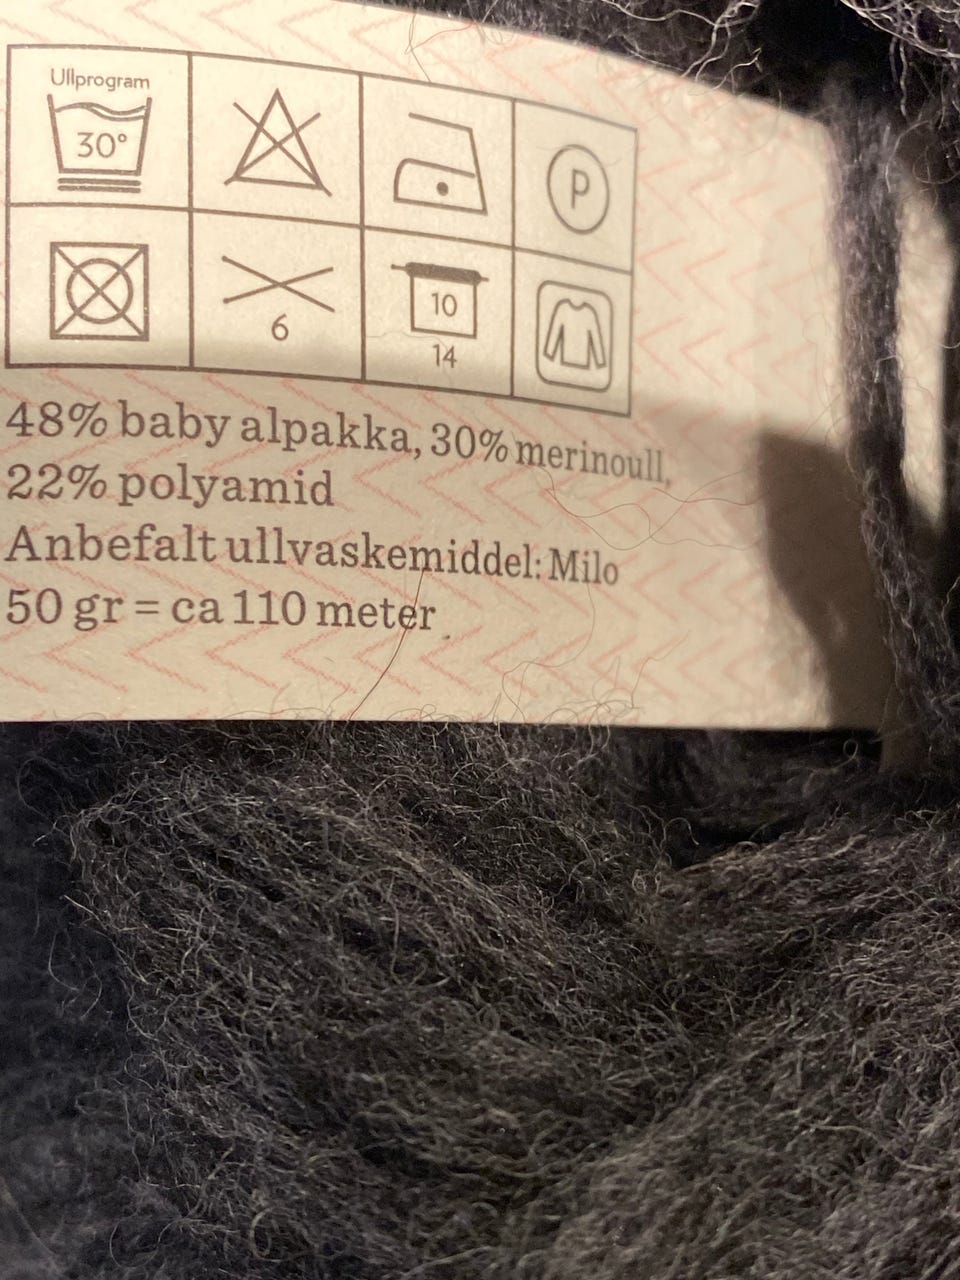 Ullprogram
30°
P
6
10
14
48% baby alpakka, 30% merinoull,
22% polyamid
Anbefalt ullvaskemiddel: Milo
50 gr = ca 110 meter